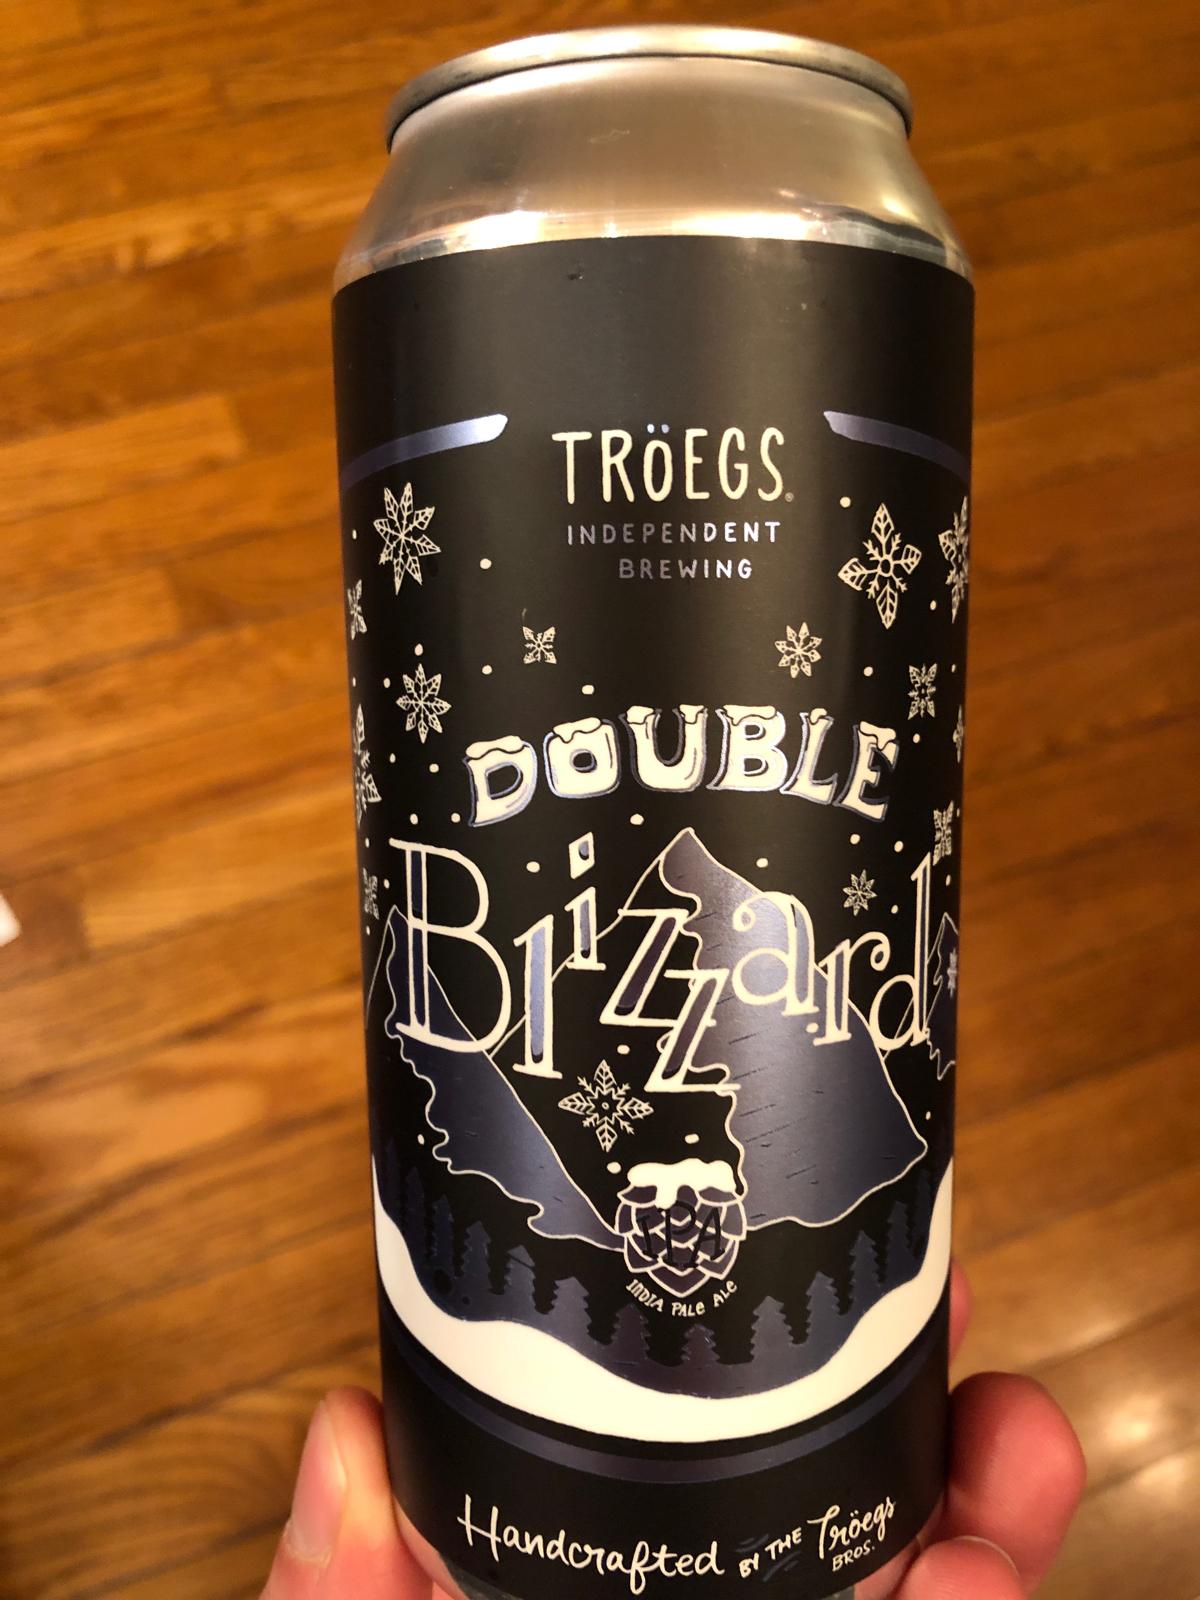 TRÖEGS®
INDEPENDENT
BREWING
DOUBLE
Blizzard
IPA
INDIA PALE ALE
Handcrafted BY THE Tröegs
BROS.